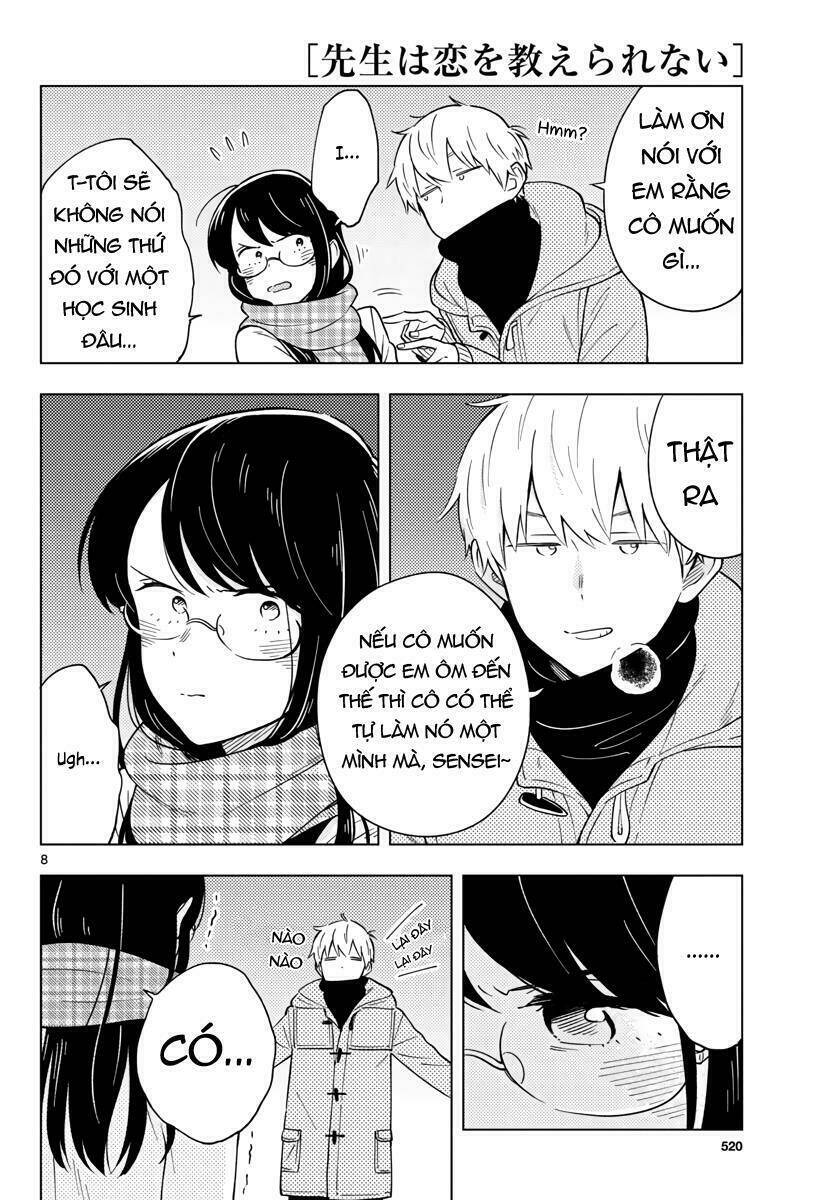 [先生は恋を教えられない]
LÀM ƠN
NÓI VỚI
EM RẰNG
CÔ MUỐN
GÌ...
Hmm?
I...
T-TÔI SẼ
KHÔNG NÓI
NHỮNG THỨ
ĐÓ VỚI MỘT
HỌC SINH
ĐÂU...
THẬT
RA
NẾU CÔ MUỐN
ĐƯỢC EM ÔM ĐẾN
THẾ THÌ CÔ CÓ THỂ
TỰ LÀM NÓ MỘT
MÌNH MÀ, SENSEI~
Ugh...
8
......
LẠI ĐÂY
LẠI ĐÂY
NÀO
NÀO
CÓ...
520